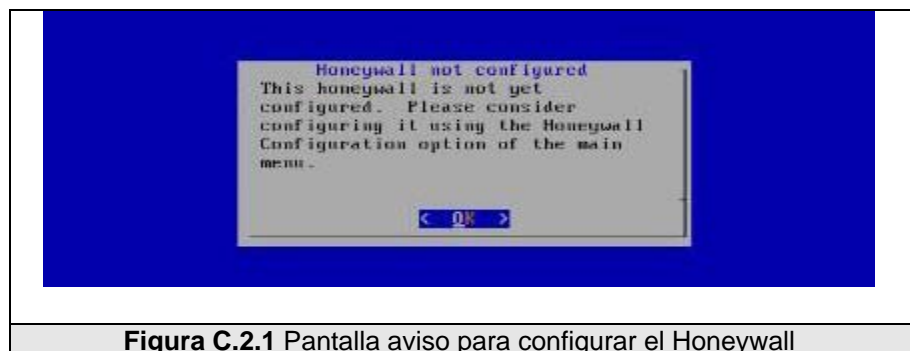 Honeywall not configured
This honeywall is not yet
configured.  Please consider
configuring it using the Honeywall
Configuration option of the main
menu.
< OK >
Figura C.2.1 Pantalla aviso para configurar el Honeywall